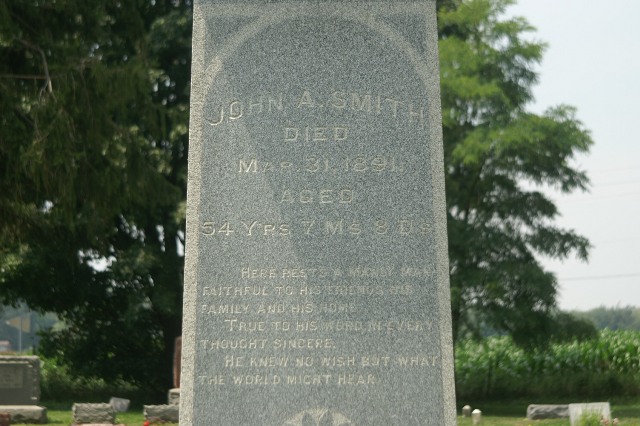 JOHN A. SMITH
DIED
MAR. 31, 1891
AGED
54 YRS 7 MS 8 DS
HERE RESTS A MANLY MAN,
FAITHFUL TO HIS FRIENDS, HIS
FAMILY AND HIS HOME.
TRUE TO HIS WORD, IN EVERY
THOUGHT SINCERE,
HE KNEW NO WISH BUT WHAT
THE WORLD MIGHT HEAR.